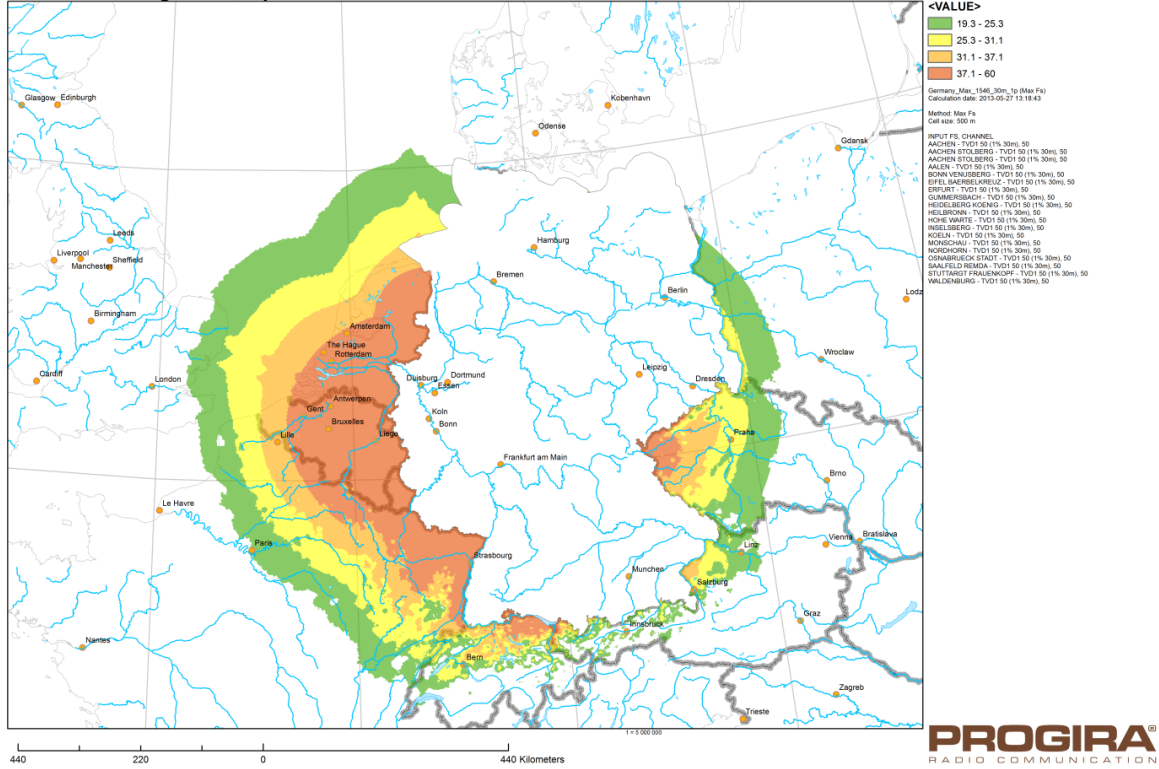 <VALUE>
19.3 - 25.3
25.3 - 31.1
31.1 - 37.1
37.1 - 60
Germany_Max_1546_30m_1p (Max Fs)
Calculation date: 2013-05-27 13:18:43
Method: Max Fs
Cell size: 500 m
INPUT FS, CHANNEL
AACHEN - TVD1 50 (1% 30m), 50
AACHEN STOLBERG - TVD1 50 (1% 30m), 50
AACHEN STOLBERG - TVD1 50 (1% 30m), 50
AALEN - TVD1 50 (1% 30m), 50
BONN VENUSBERG - TVD1 50 (1% 30m), 50
EIFEL BAERBELKREUZ - TVD1 50 (1% 30m), 50
ERFURT - TVD1 50 (1% 30m), 50
GUMMERSBACH - TVD1 50 (1% 30m), 50
HEIDELBERG KOENIG - TVD1 50 (1% 30m), 50
HEILBRONN - TVD1 50 (1% 30m), 50
HOHE WARTE - TVD1 50 (1% 30m), 50
INSELSBERG - TVD1 50 (1% 30m), 50
KOELN - TVD1 50 (1% 30m), 50
MONSCHAU - TVD1 50 (1% 30m), 50
NORDHORN - TVD1 50 (1% 30m), 50
OSNABRUECK STADT - TVD1 50 (1% 30m), 50
SAALFELD REMDA - TVD1 50 (1% 30m), 50
STUTTARGT FRAUENKOPF - TVD1 50 (1% 30m), 50
WALDENBURG - TVD1 50 (1% 30m), 50
Glasgow
Edinburgh
Kobenhavn
Odense
Gdansk
Leeds
Liverpool
Sheffield
Manchester
Hamburg
Bremen
Berlin
Lodz
Birmingham
Amsterdam
The Hague
Rotterdam
Wroclaw
Cardiff
London
Duisburg
Dortmund
Essen
Leipzig
Dresden
Antwerpen
Gent
Koln
Bruxelles
Bonn
Liege
Lille
Praha
Frankfurt am Main
Brno
Le Havre
Paris
Strasbourg
Linz
Vienna
Bratislava
Munchen
Salzburg
Graz
Innsbruck
Nantes
Bern
Zagreb
Trieste
1 = 5 000 000
440 220 0 440 Kilometers
PROGIRA®
RADIO COMMUNICATION